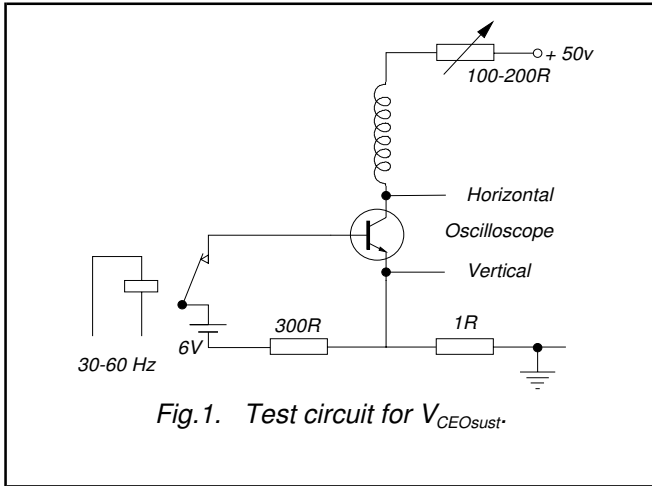 + 50v
100-200R
Horizontal
Oscilloscope
Vertical
300R
1R
6V
30-60 Hz
Fig.1. Test circuit for VCEOsust.